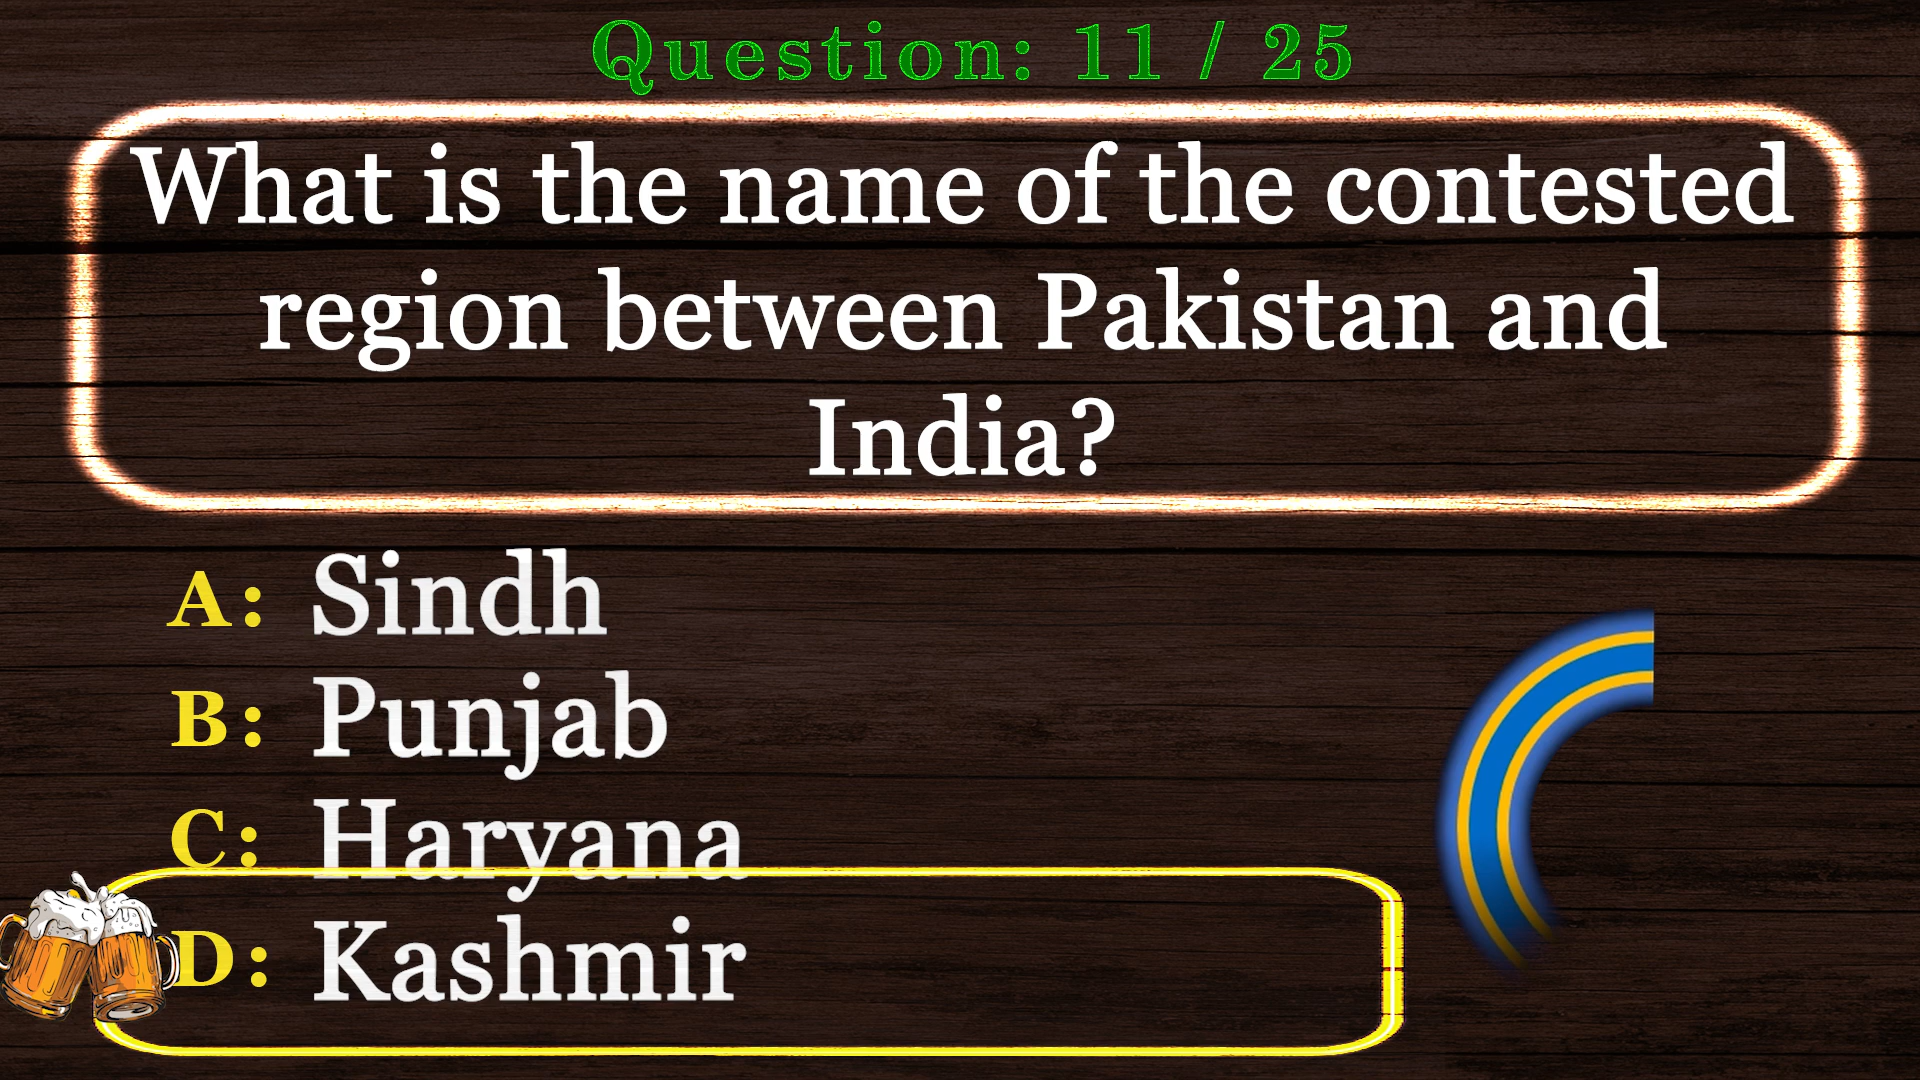 Question: 11 / 25
What is the name of the contested
region between Pakistan and
India?
A: Sindh
B: Punjab
C: Haryana
D: Kashmir